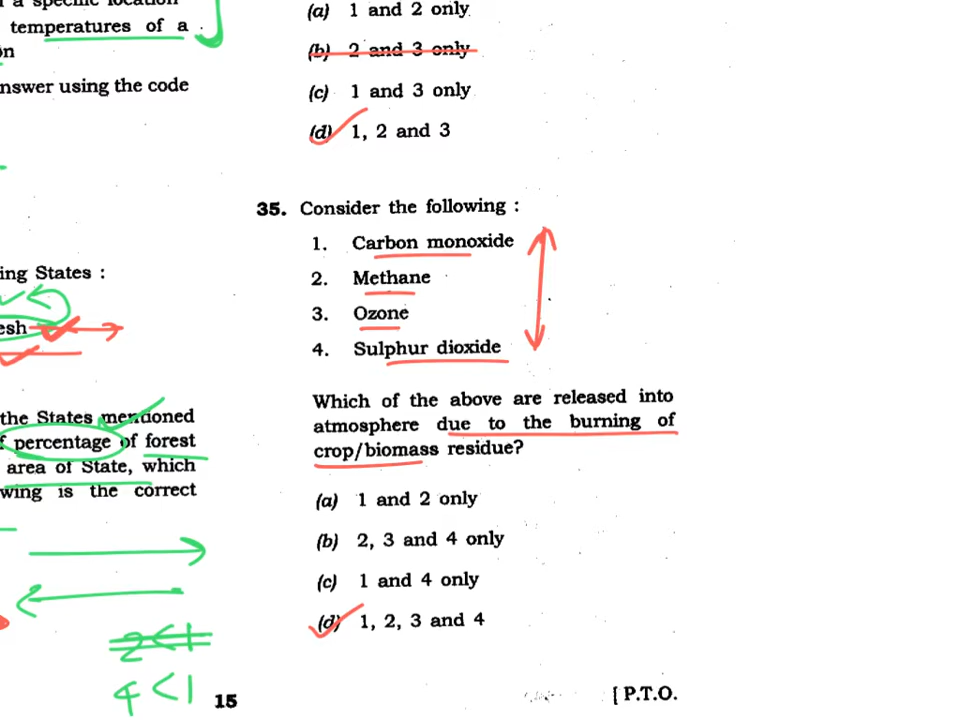 a specific location
temperatures of a
on
nswer using the code
ing States :
esh
the States mentioned
f percentage of forest
area of State, which
wing is the correct
2<1
4<1
(a) 1 and 2 only
(b) 2 and 3 only
(c) 1 and 3 only
(d) 1, 2 and 3
35. Consider the following :
1. Carbon monoxide
2. Methane
3. Ozone
4. Sulphur dioxide
Which of the above are released into
atmosphere due to the burning of
crop/biomass residue?
(a) 1 and 2 only
(b) 2, 3 and 4 only
(c) 1 and 4 only
(d) 1, 2, 3 and 4
15
[ P.T.O.